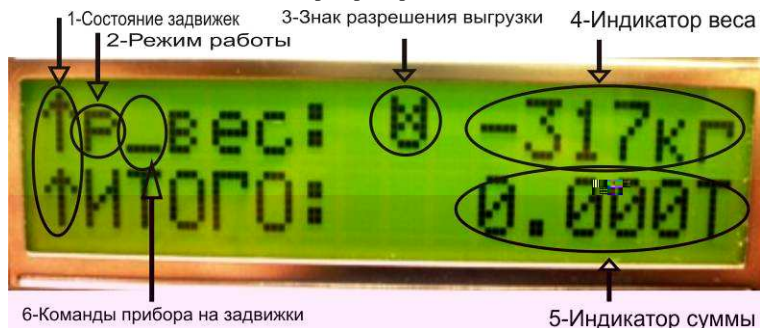 1-Состояние задвижек
3-Знак разрешения выгрузки
4-Индикатор веса
2-Режим работы
↑Р_вес: -317кг
↑ИТОГО: 0.000Т
6-Команды прибора на задвижки
5-Индикатор суммы